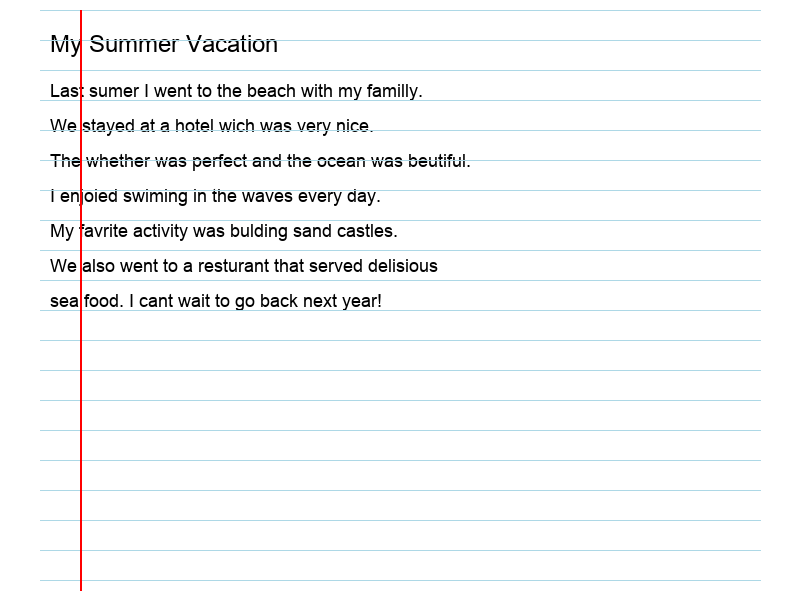 My Summer Vacation
Last sumer I went to the beach with my familly.
We stayed at a hotel wich was very nice.
The whether was perfect and the ocean was beutiful.
I enjoied swiming in the waves every day.
My favrite activity was bulding sand castles.
We also went to a resturant that served delisious
sea food. I cant wait to go back next year!